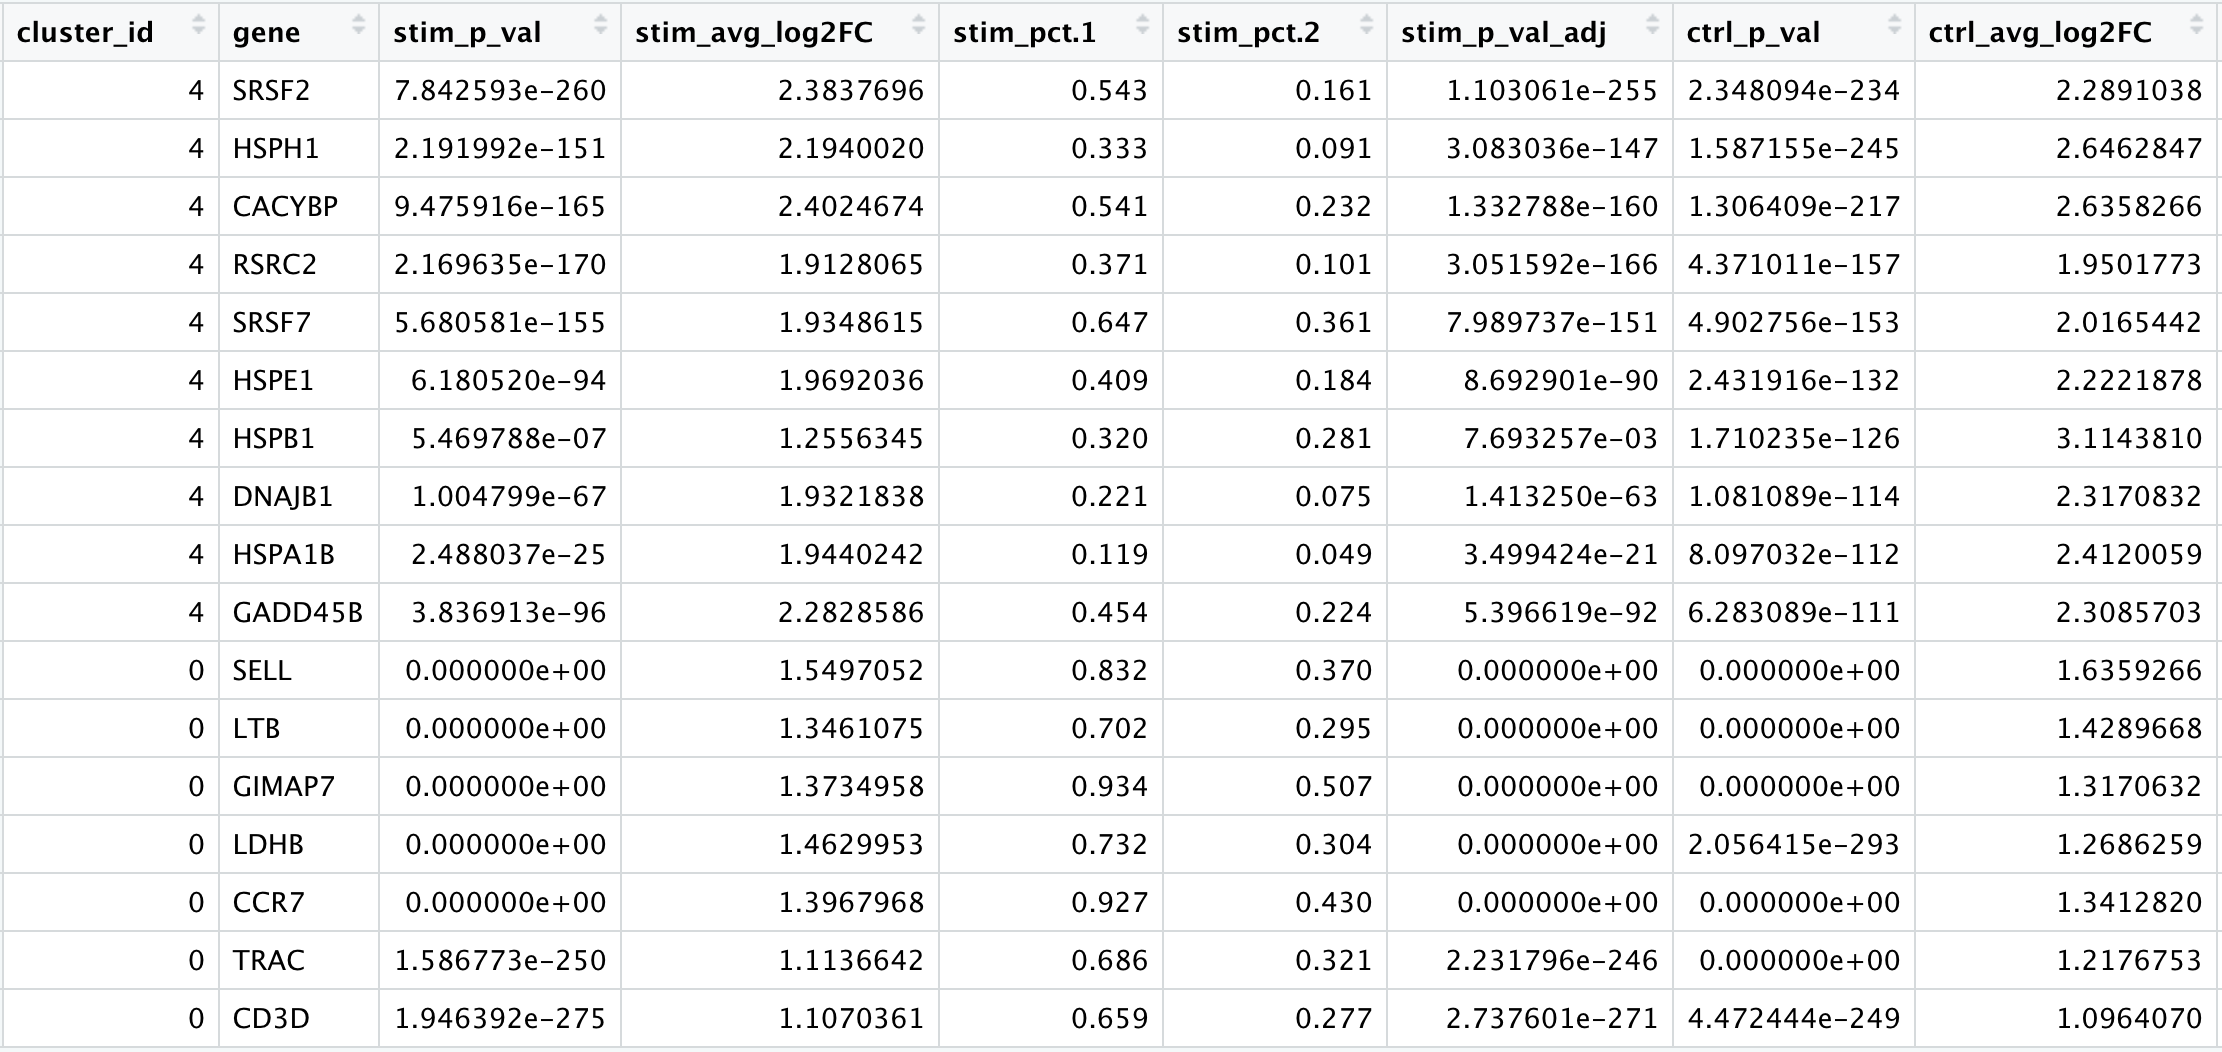 cluster_id gene stim_p_val stim_avg_log2FC stim_pct.1 stim_pct.2 stim_p_val_adj ctrl_p_val ctrl_avg_log2FC
4 SRSF2 7.842593e-260 2.3837696 0.543 0.161 1.103061e-255 2.348094e-234 2.2891038
4 HSPH1 2.191992e-151 2.1940020 0.333 0.091 3.083036e-147 1.587155e-245 2.6462847
4 CACYBP 9.475916e-165 2.4024674 0.541 0.232 1.332788e-160 1.306409e-217 2.6358266
4 RSRC2 2.169635e-170 1.9128065 0.371 0.101 3.051592e-166 4.371011e-157 1.9501773
4 SRSF7 5.680581e-155 1.9348615 0.647 0.361 7.989737e-151 4.902756e-153 2.0165442
4 HSPE1 6.180520e-94 1.9692036 0.409 0.184 8.692901e-90 2.431916e-132 2.2221878
4 HSPB1 5.469788e-07 1.2556345 0.320 0.281 7.693257e-03 1.710235e-126 3.1143810
4 DNAJB1 1.004799e-67 1.9321838 0.221 0.075 1.413250e-63 1.081089e-114 2.3170832
4 HSPA1B 2.488037e-25 1.9440242 0.119 0.049 3.499424e-21 8.097032e-112 2.4120059
4 GADD45B 3.836913e-96 2.2828586 0.454 0.224 5.396619e-92 6.283089e-111 2.3085703
0 SELL 0.000000e+00 1.5497052 0.832 0.370 0.000000e+00 0.000000e+00 1.6359266
0 LTB 0.000000e+00 1.3461075 0.702 0.295 0.000000e+00 0.000000e+00 1.4289668
0 GIMAP7 0.000000e+00 1.3734958 0.934 0.507 0.000000e+00 0.000000e+00 1.3170632
0 LDHB 0.000000e+00 1.4629953 0.732 0.304 0.000000e+00 2.056415e-293 1.2686259
0 CCR7 0.000000e+00 1.3967968 0.927 0.430 0.000000e+00 0.000000e+00 1.3412820
0 TRAC 1.586773e-250 1.1136642 0.686 0.321 2.231796e-246 0.000000e+00 1.2176753
0 CD3D 1.946392e-275 1.1070361 0.659 0.277 2.737601e-271 4.472444e-249 1.0964070